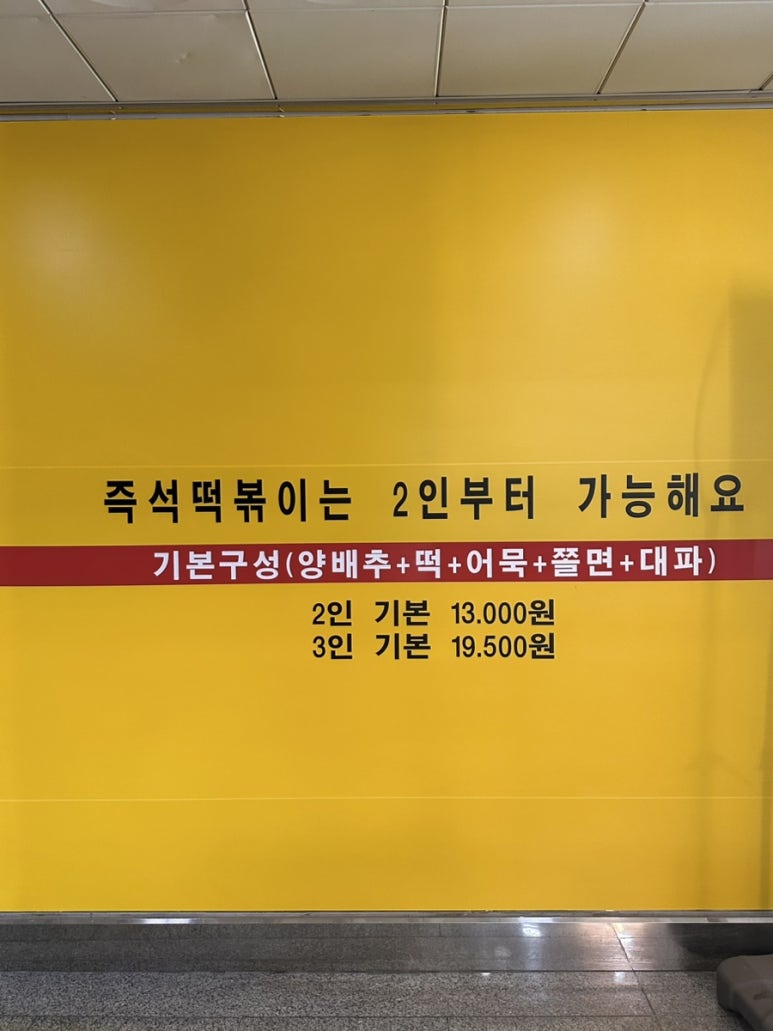 즉석떡볶이는 2인부터 가능해요
기본구성(양배추+떡+어묵+쫄면+대파)
2인 기본 13.000원
3인 기본 19.500원